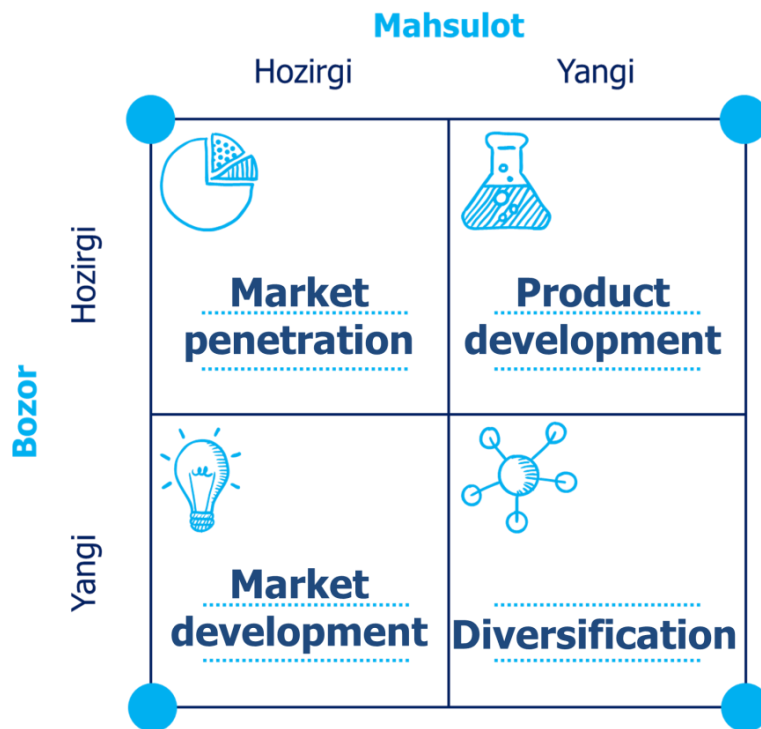 Mahsulot
Hozirgi Yangi
Bozor
Hozirgi
Market
penetration
Product
development
Yangi
Market
development
Diversification